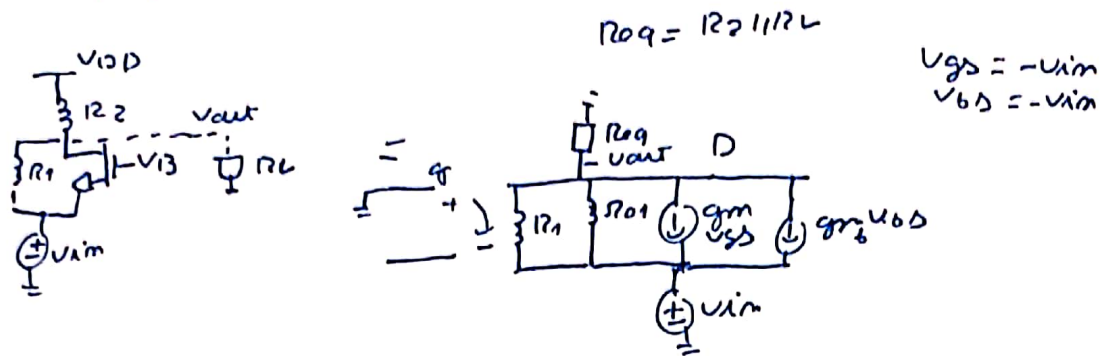 Req = R2//RL
vgs = -vin
vbs = -vin
VDD
R2
vout
R1
VB
RL
vin
=
g
+
-
Req
vout
D
R1
R01
gm vgs
gmb vbs
vin